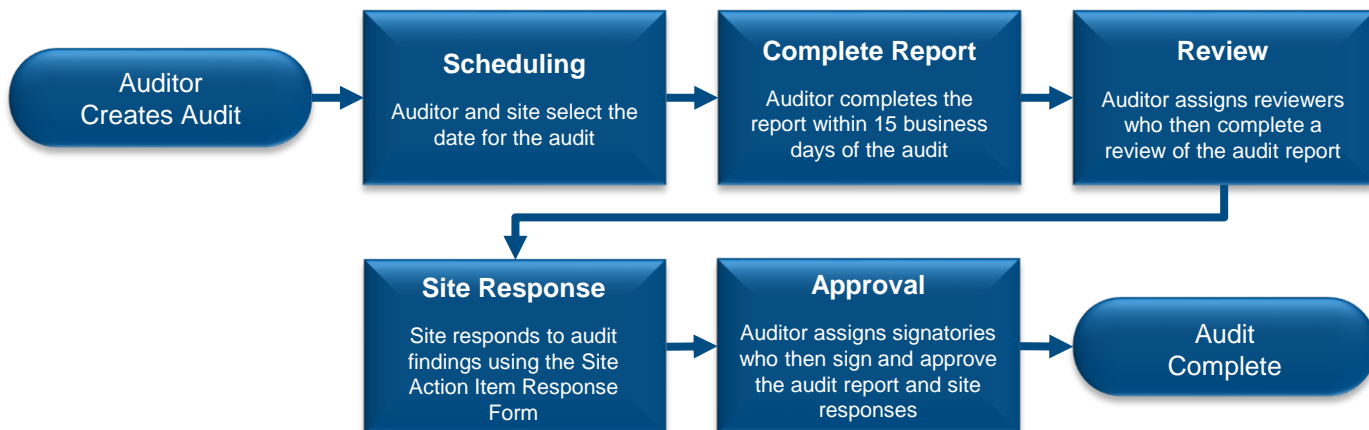 Auditor
Creates Audit
Scheduling
Auditor and site select the
date for the audit
Complete Report
Auditor completes the
report within 15 business
days of the audit
Review
Auditor assigns reviewers
who then complete a
review of the audit report
Site Response
Site responds to audit
findings using the Site
Action Item Response
Form
Approval
Auditor assigns signatories
who then sign and approve
the audit report and site
responses
Audit
Complete